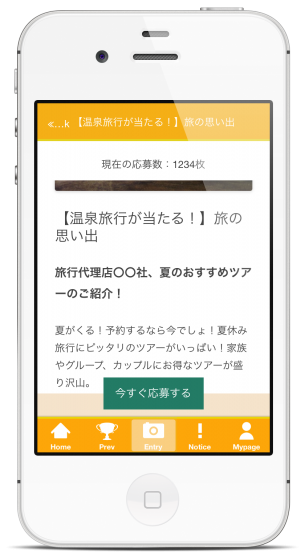 ≪...k 【温泉旅行が当たる！】旅の思い出
現在の応募数：1234枚
【温泉旅行が当たる！】旅の
思い出
旅行代理店〇〇社、夏のおすすめツア
ーのご紹介！
夏がくる！予約するなら今でしょ！夏休み
旅行にピッタリのツアーがいっぱい！家族
やグループ、カップルにお得なツアーが盛
り沢山。
今すぐ応募する
Home Prev Entry Notice Mypage